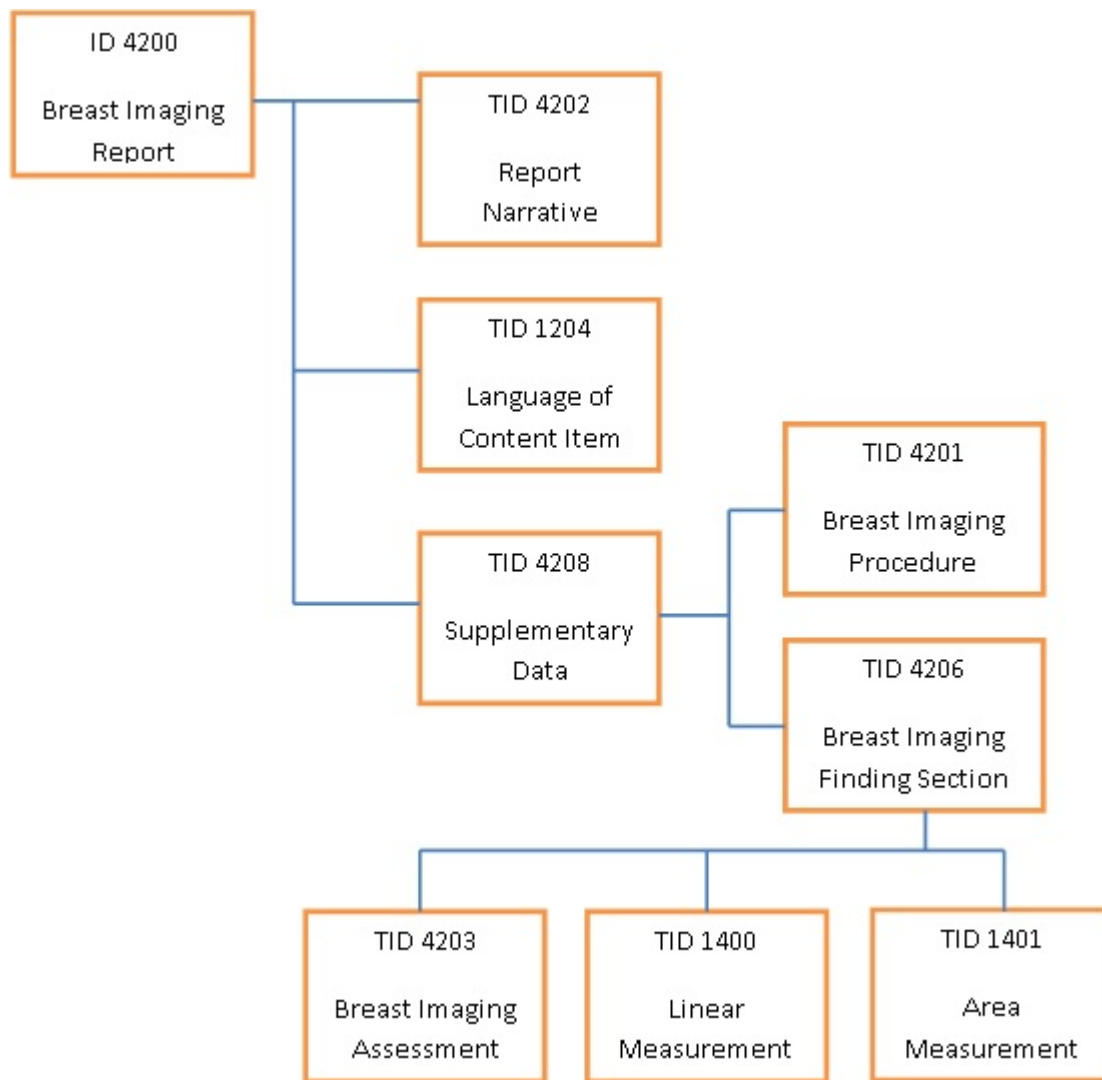 ID 4200
Breast Imaging
Report
TID 4202
Report
Narrative
TID 1204
Language of
Content Item
TID 4201
Breast Imaging
Procedure
TID 4208
Supplementary
Data
TID 4206
Breast Imaging
Finding Section
TID 4203
Breast Imaging
Assessment
TID 1400
Linear
Measurement
TID 1401
Area
Measurement